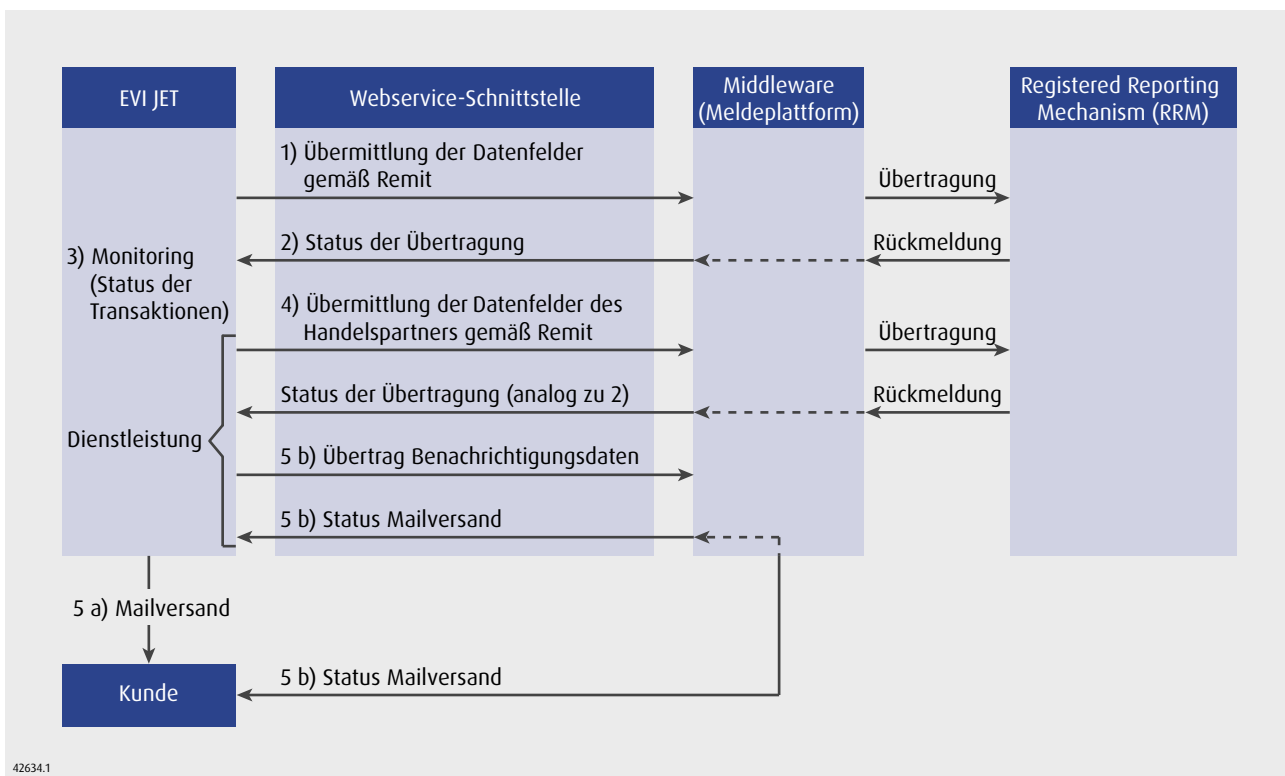 EVI JET
Webservice-Schnittstelle
Middleware
(Meldeplattform)
Registered Reporting
Mechanism (RRM)
1) Übermittlung der Datenfelder
gemäß Remit
Übertragung
2) Status der Übertragung
Rückmeldung
3) Monitoring
(Status der
Transaktionen)
4) Übermittlung der Datenfelder des
Handelspartners gemäß Remit
Übertragung
Status der Übertragung (analog zu 2)
Rückmeldung
Dienstleistung
5 b) Übertrag Benachrichtigungsdaten
5 b) Status Mailversand
5 a) Mailversand
Kunde
5 b) Status Mailversand
42634.1